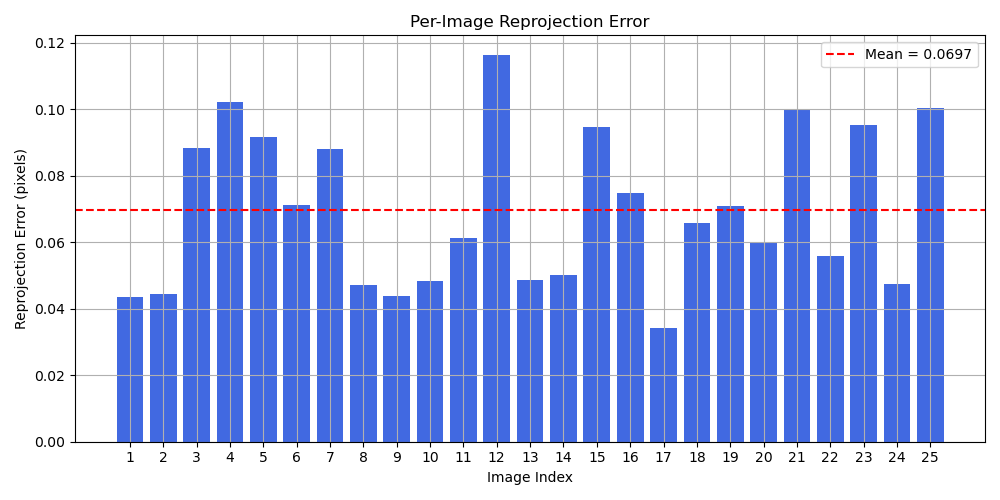 Per-Image Reprojection Error
Mean = 0.0697
Reprojection Error (pixels)
0.12
0.10
0.08
0.06
0.04
0.02
0.00
1 2 3 4 5 6 7 8 9 10 11 12 13 14 15 16 17 18 19 20 21 22 23 24 25
Image Index